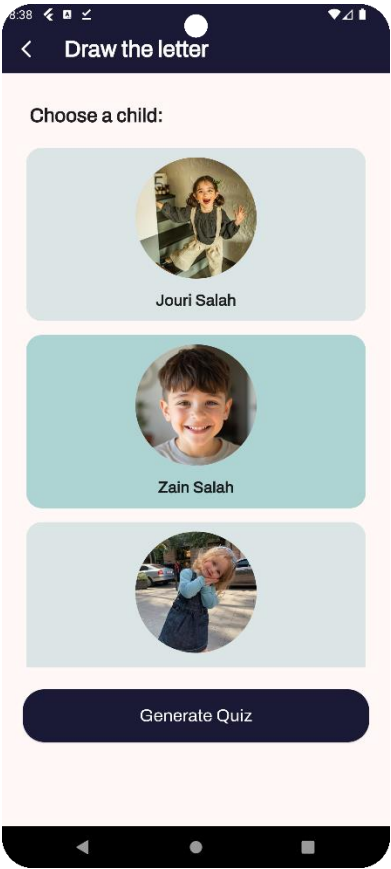 8:38
Draw the letter
Choose a child:
Jouri Salah
Zain Salah
Generate Quiz